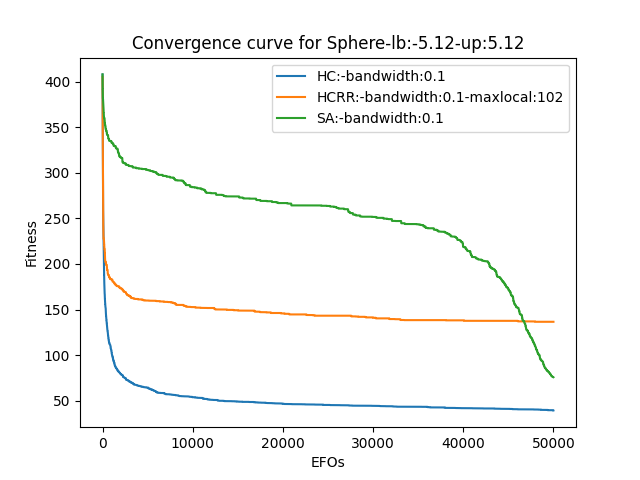 Convergence curve for Sphere-lb:-5.12-up:5.12
HC:-bandwidth:0.1
HCRR:-bandwidth:0.1-maxlocal:102
SA:-bandwidth:0.1
Fitness
400
350
300
250
200
150
100
50
0 10000 20000 30000 40000 50000
EFOs